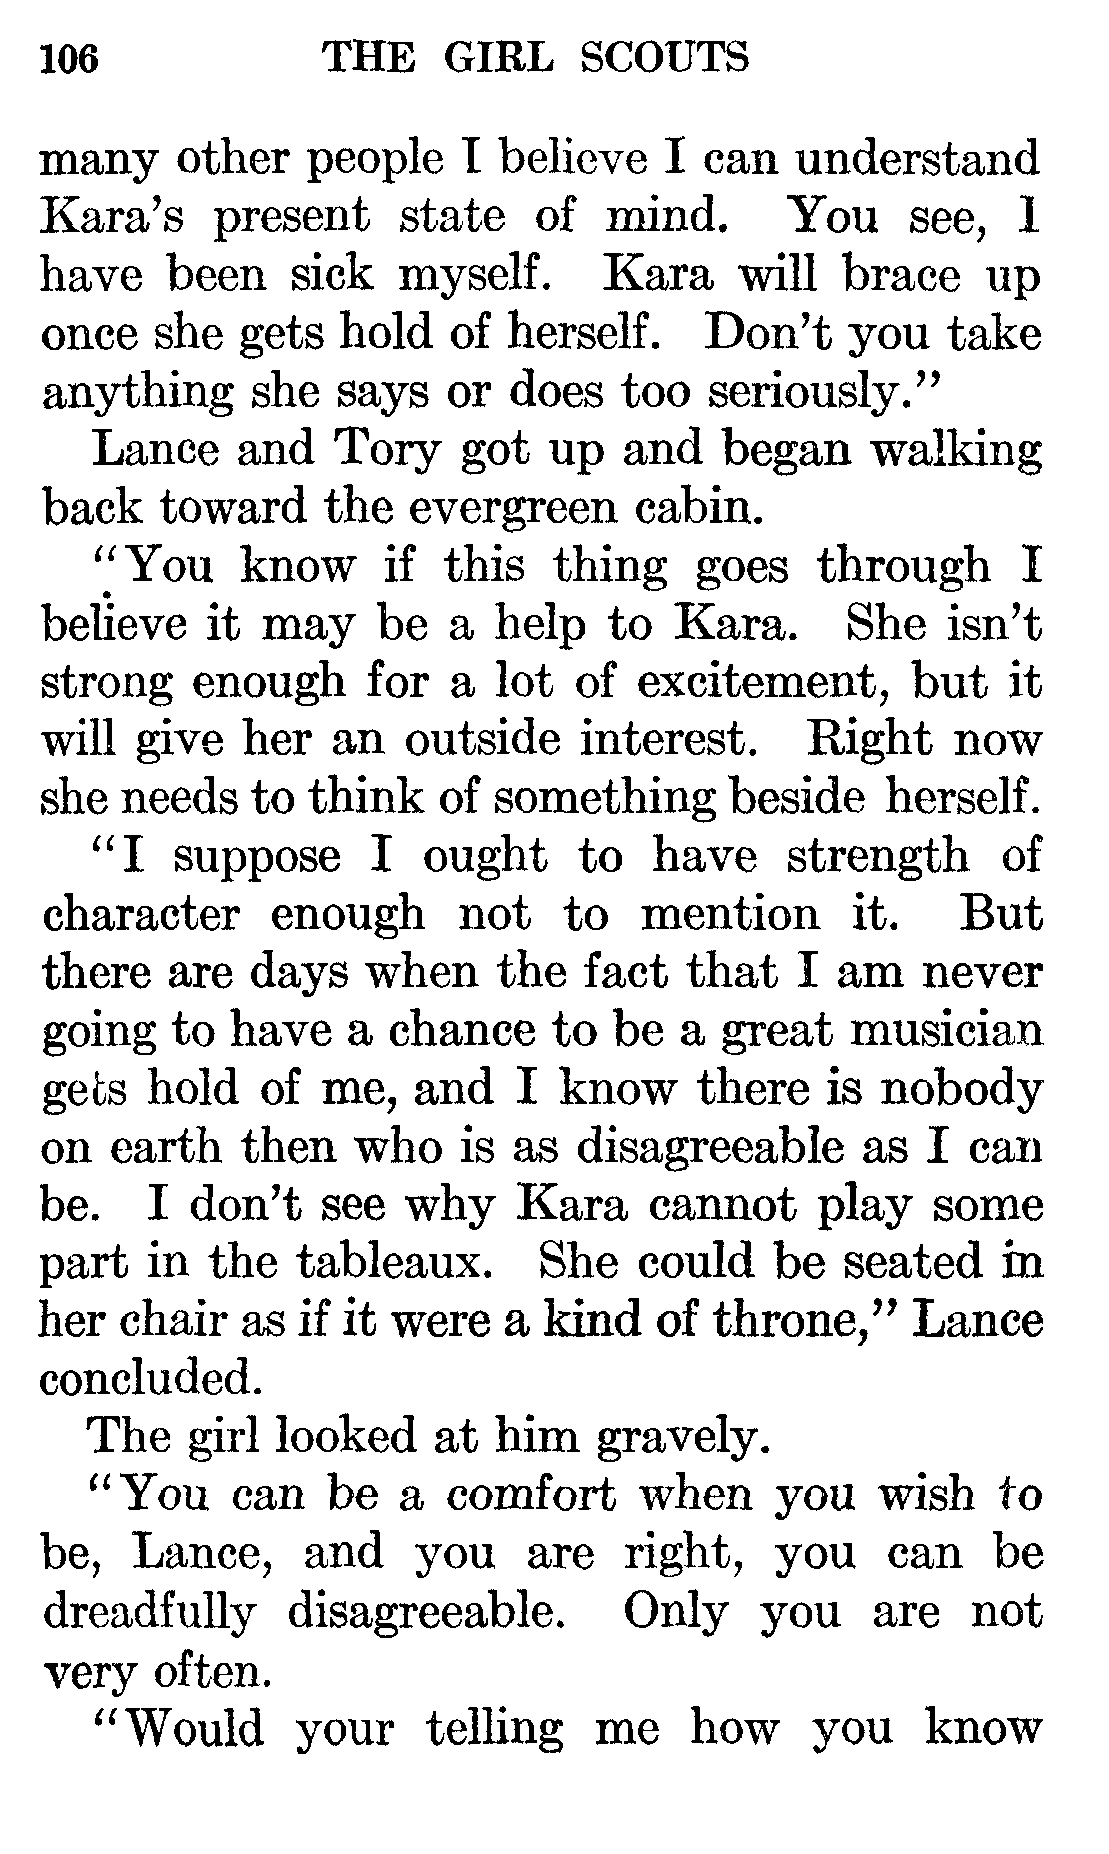 106 THE GIRL SCOUTS
many other people I believe I can understand
Kara's present state of mind. You see, I
have been sick myself. Kara will brace up
once she gets hold of herself. Don't you take
anything she says or does too seriously."
Lance and Tory got up and began walking
back toward the evergreen cabin.
"You know if this thing goes through I
believe it may be a help to Kara. She isn't
strong enough for a lot of excitement, but it
will give her an outside interest. Right now
she needs to think of something beside herself.
"I suppose I ought to have strength of
character enough not to mention it. But
there are days when the fact that I am never
going to have a chance to be a great musician
gets hold of me, and I know there is nobody
on earth then who is as disagreeable as I can
be. I don't see why Kara cannot play some
part in the tableaux. She could be seated in
her chair as if it were a kind of throne," Lance
concluded.
The girl looked at him gravely.
"You can be a comfort when you wish to
be, Lance, and you are right, you can be
dreadfully disagreeable. Only you are not
very often.
"Would your telling me how you know